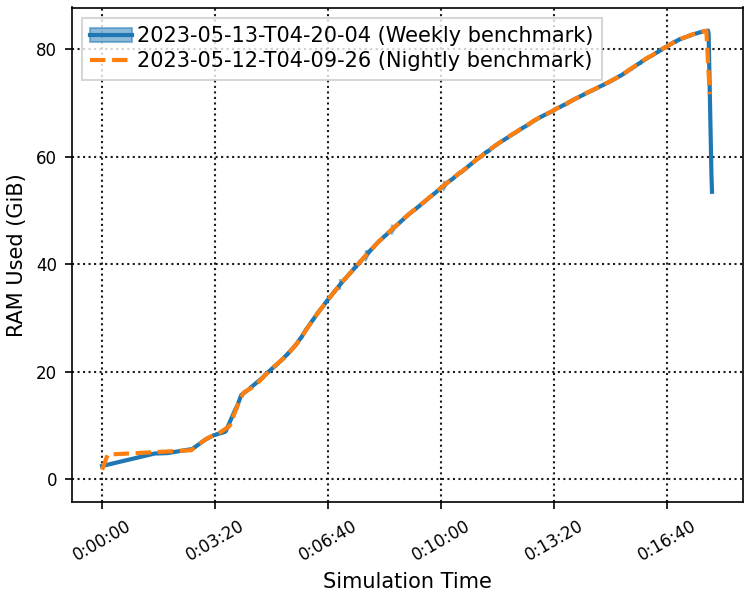 2023-05-13-T04-20-04 (Weekly benchmark)
2023-05-12-T04-09-26 (Nightly benchmark)
80
60
40
20
0
RAM Used (GiB)
0:00:00
0:03:20
0:06:40
0:10:00
0:13:20
0:16:40
Simulation Time